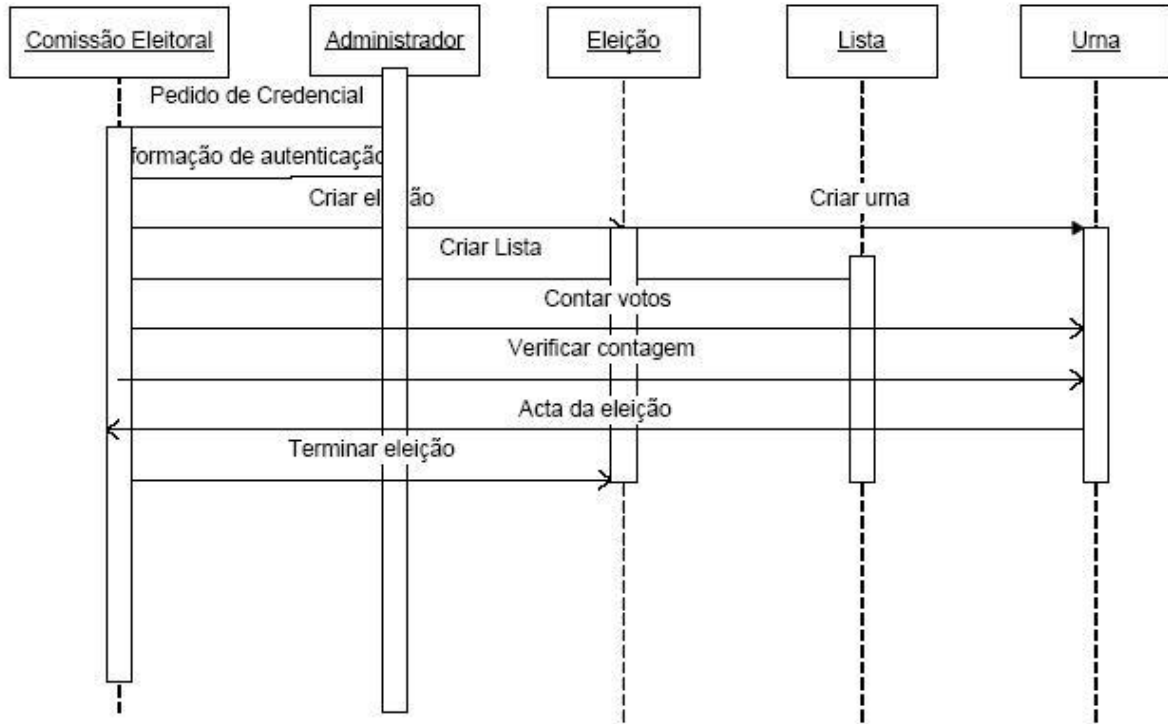 Comissão Eleitoral
Administrador
Eleição
Lista
Urna
Pedido de Credencial
formação de autenticação
Criar
Criar urna
Criar Lista
Contar votos
Verificar contagem
Acta da eleição
Terminar eleição